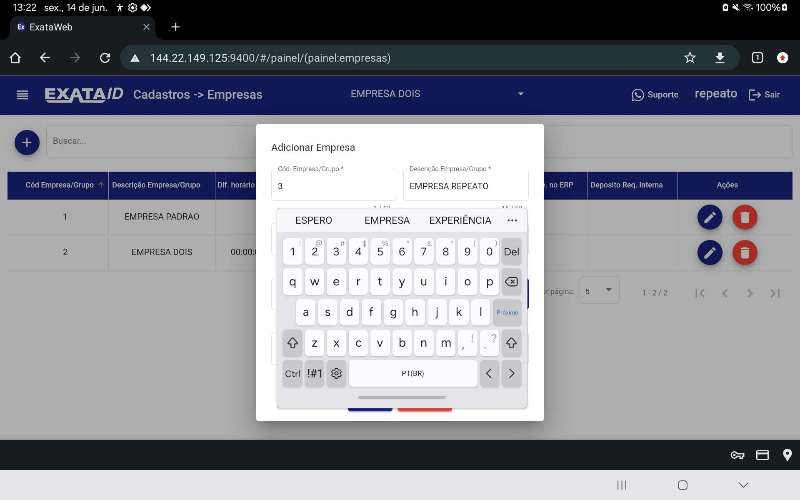 13:22 sex., 14 de jun.
100%
Ex ExataWeb
144.22.149.125:9400/#/painel/(painel:empresas)
1
EXATA ID Cadastros -> Empresas EMPRESA DOIS Suporte repeato Sair
Buscar...
Adicionar Empresa
Cód. Empresa/Grupo * Descrição Empresa/Grupo *
3 EMPRESA REPEATO
Cód Empresa/Grupo Descrição Empresa/Grupo Dif. horário no ERP Deposito Req. Interna Ações
1 EMPRESA PADRAO
2 EMPRESA DOIS 00:00:
página: 5 1 - 2 / 2
ESPERO EMPRESA EXPERIÊNCIA ...
1 2 3 4 5 6 7 8 9 0 Del
q w e r t y u i o p
a s d f g h j k l Próximo
z x c v b n m , ! . ?
Ctrl !#1 PT(BR) < >